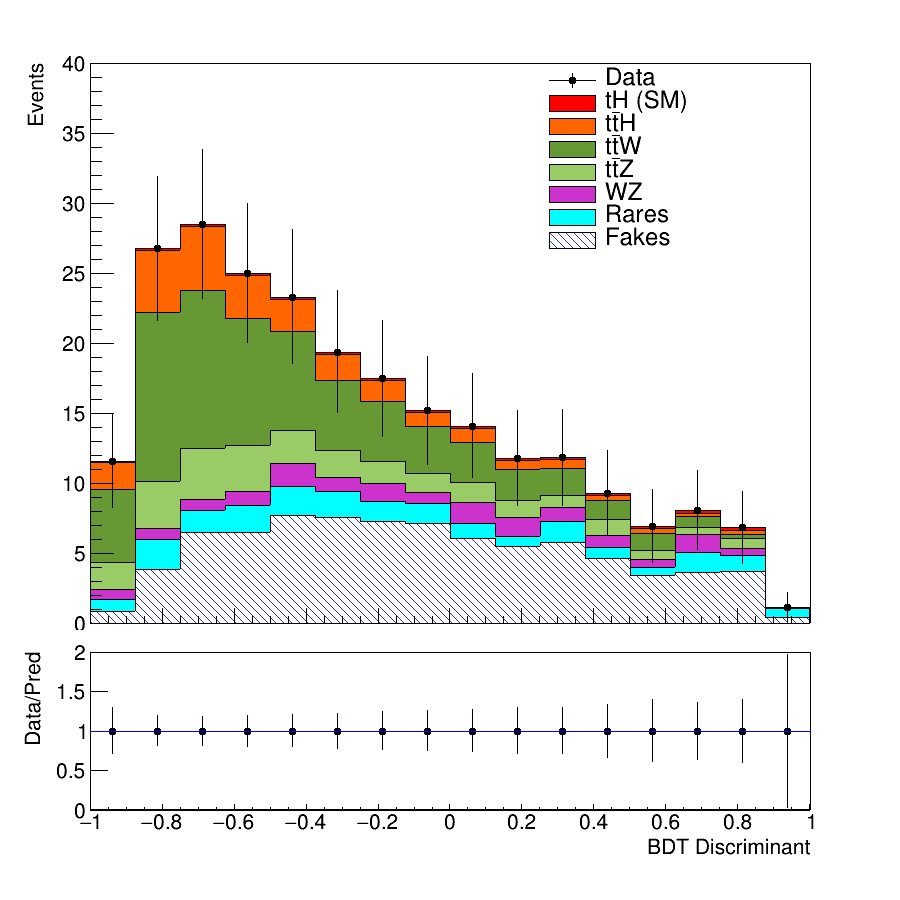 Events
40
35
30
25
20
15
10
5
0
Data
tH (SM)
tt̄H
tt̄W
tt̄Z
WZ
Rares
Fakes
Data/Pred
2
1.5
1
0.5
0
−1 −0.8 −0.6 −0.4 −0.2 0 0.2 0.4 0.6 0.8 1
BDT Discriminant